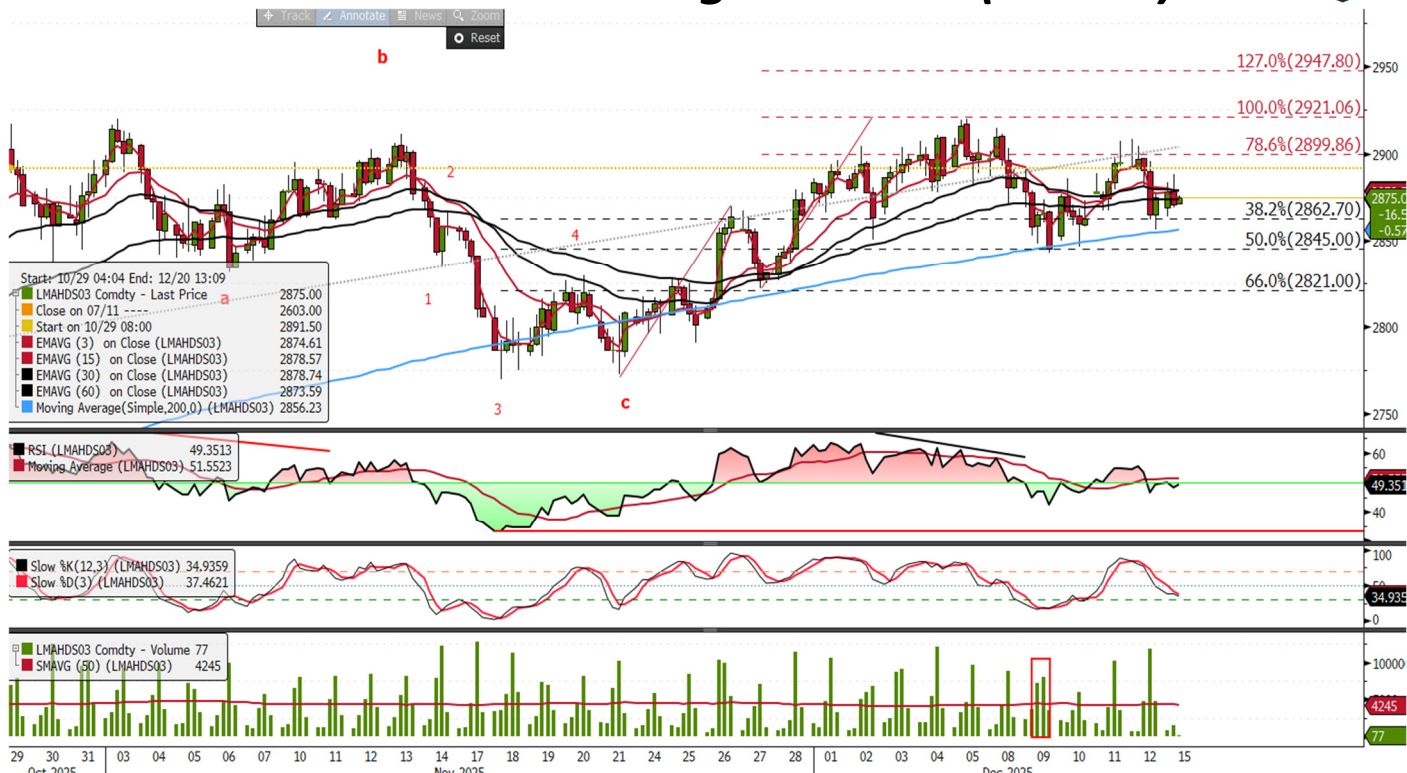 Track Annotate News Zoom
Reset
b
127.0%(2947.80)
2950
100.0%(2921.06)
78.6%(2899.86)
2900
2
2875.0
-16.5
-0.57
38.2%(2862.70)
4
50.0%(2845.00)
2850
66.0%(2821.00)
1
2800
a
c
3
2750
Start: 10/29 04:04 End: 12/20 13:09
LMAHDS03 Comdty - Last Price 2875.00
Close on 07/11 ---- 2603.00
Start on 10/29 08:00 2891.50
EMAVG (3) on Close (LMAHDS03) 2874.61
EMAVG (15) on Close (LMAHDS03) 2878.57
EMAVG (30) on Close (LMAHDS03) 2878.74
EMAVG (60) on Close (LMAHDS03) 2873.59
Moving Average(Simple,200,0) (LMAHDS03) 2856.23
RSI (LMAHDS03) 49.3513
Moving Average (LMAHDS03) 51.5523
60
49.351
40
Slow %K(12,3) (LMAHDS03) 34.9359
Slow %D(3) (LMAHDS03) 37.4621
100
34.935
0
LMAHDS03 Comdty - Volume 77
SMAVG (50) (LMAHDS03) 4245
10000
4245
77
29 30 31 03 04 05 06 07 10 11 12 13 14 17 18 19 20 21 24 25 26 27 28 01 02 03 04 05 08 09 10 11 12 15
Oct 2025 Nov 2025 Dec 2025